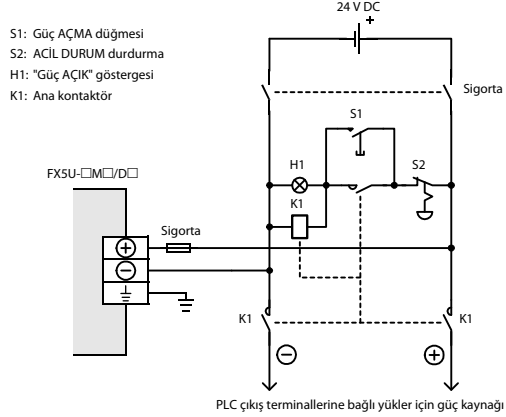 24 V DC
+
S1: Güç AÇMA düğmesi
S2: ACİL DURUM durdurma
H1: "Güç AÇIK" göstergesi
K1: Ana kontaktör
Sigorta
S1
H1
S2
K1
FX5U-□M□/D□
Sigorta
+
−
K1
K1
−
+
PLC çıkış terminallerine bağlı yükler için güç kaynağı